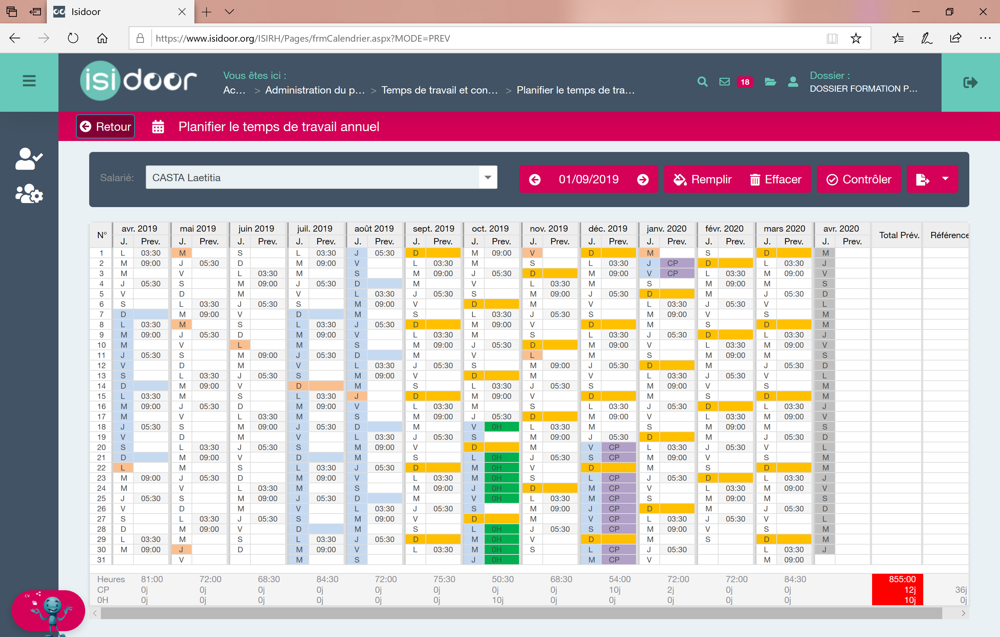 Isidoor
https://www.isidoor.org/ISIRH/Pages/frmCalendrier.aspx?MODE=PREV
isidoor
Vous êtes ici :
Ac... > Administration du p... > Temps de travail et con... > Planifier le temps de tra...
18
Dossier :
DOSSIER FORMATION P...
Retour Planifier le temps de travail annuel
Salarié: CASTA Laetitia 01/09/2019 Remplir Effacer Contrôler
N° avr. 2019 mai 2019 juin 2019 juil. 2019 août 2019 sept. 2019 oct. 2019 nov. 2019 déc. 2019 janv. 2020 févr. 2020 mars 2020 avr. 2020 Total Prév. Référence
J. Prev. J. Prev. J. Prev. J. Prev. J. Prev. J. Prev. J. Prev. J. Prev. J. Prev. J. Prev. J. Prev. J. Prev. J. Prev.
1 L 03:30 M S L 03:30 J 05:30 D M 09:00 V D M S D M
2 M 09:00 J 05:30 D M 09:00 V L 03:30 M S L 03:30 J CP D L 03:30 J
3 M V L 03:30 M S M 09:00 J 05:30 D M 09:00 V CP L 03:30 M 09:00 V
4 J 05:30 S M 09:00 J 05:30 D M V L 03:30 M S M 09:00 M S
5 V D M V L 03:30 J 05:30 S M 09:00 J 05:30 D M J 05:30 D
6 S L 03:30 J 05:30 S M 09:00 V D M V L 03:30 J 05:30 V L
7 D M 09:00 V D M S L 03:30 J 05:30 S M 09:00 V S M
8 L 03:30 M S L 03:30 J 05:30 D M 09:00 V D M S D M
9 M 09:00 J 05:30 D M 09:00 V L 03:30 M S L 03:30 J 05:30 D L 03:30 J
10 M V L M S M 09:00 J 05:30 D M 09:00 V L 03:30 M 09:00 V
11 J 05:30 S M 09:00 J 05:30 D M V L M S M 09:00 M S
12 V D M V L 03:30 J 05:30 S M 09:00 J 05:30 D M J 05:30 D
13 S L 03:30 J 05:30 S M 09:00 V D M V L 03:30 J 05:30 V L
14 D M 09:00 V D M S L 03:30 J 05:30 S M 09:00 V S M
15 L 03:30 M S L 03:30 J D M 09:00 V D M S D M
16 M 09:00 J 05:30 D M 09:00 V L 03:30 M S L 03:30 J 05:30 D L 03:30 J
17 M V L 03:30 M S M 09:00 J 05:30 D M 09:00 V L 03:30 M 09:00 V
18 J 05:30 S M 09:00 J 05:30 D M V 0H L 03:30 M S M 09:00 M S
19 V D M V L 03:30 J 05:30 S M 09:00 J 05:30 D M J 05:30 D
20 S L 03:30 J 05:30 S M 09:00 V D M V CP L 03:30 J 05:30 V L
21 D M 09:00 V D M S L 0H J 05:30 S CP M 09:00 V S M
22 L M S L 03:30 J 05:30 D M 0H V D M S D M
23 M 09:00 J 05:30 D M 09:00 V L 03:30 M 0H S L CP J 05:30 D L 03:30 J
24 M V L 03:30 M S M 09:00 J 0H D M CP V L 03:30 M 09:00 V
25 J 05:30 S M 09:00 J 05:30 D M V 0H L 03:30 M CP S M 09:00 M S
26 V D M V L 03:30 J 05:30 S M 09:00 J CP D M J 05:30 D
27 S L 03:30 J 05:30 S M 09:00 V D M V CP L 03:30 J 05:30 V L
28 D M 09:00 V D M S L 0H J 05:30 S CP M 09:00 V S M
29 L 03:30 M S L 03:30 J 05:30 D M 0H V D M S D M
30 M 09:00 J D M 09:00 V L 03:30 M 0H S L CP J 05:30 L 03:30 J
31 V M S J 0H M CP V M 09:00
Heures 81:00 72:00 68:30 84:30 72:00 75:30 50:30 68:30 54:00 72:00 72:00 84:30 855:00
CP 0j 0j 0j 0j 0j 0j 0j 0j 10j 2j 0j 0j 12j 36j
0H 0j 0j 0j 0j 0j 0j 10j 0j 0j 0j 0j 0j 10j 0j
cv